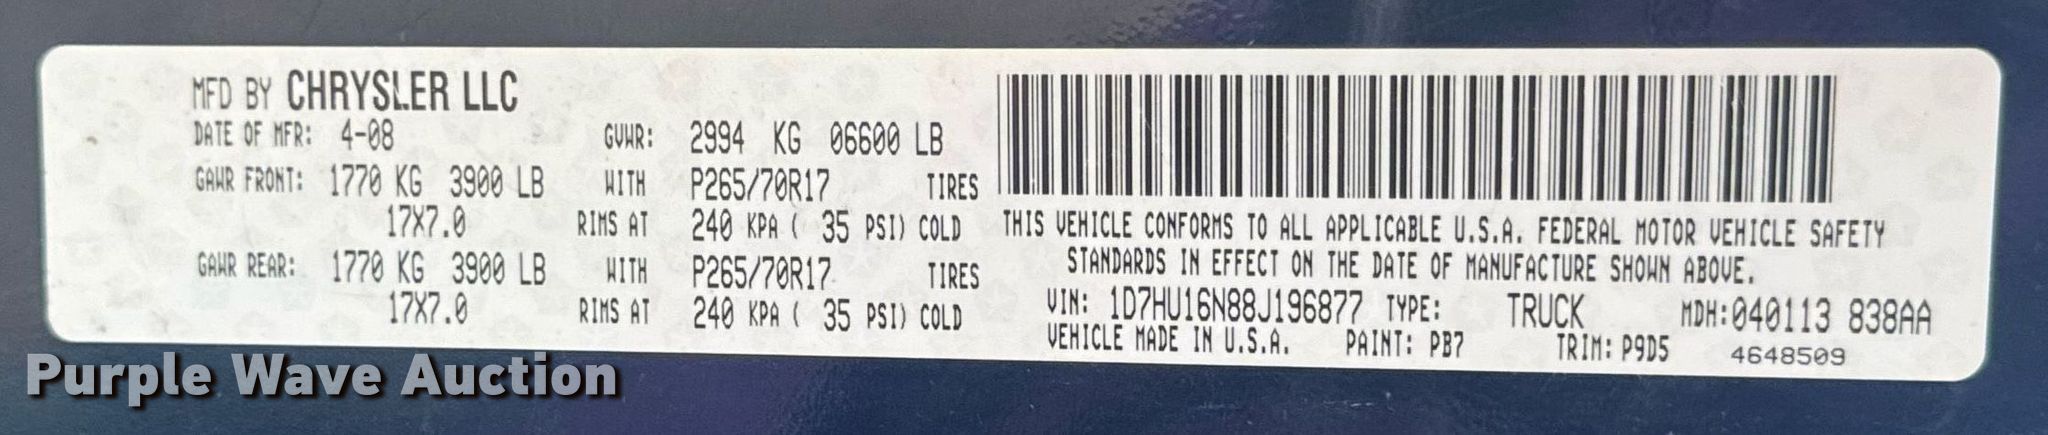 MFD BY CHRYSLER LLC
DATE OF MFR: 4-08 GVWR: 2994 KG 06600 LB
GAWR FRONT: 1770 KG 3900 LB WITH P265/70R17 TIRES
17X7.0 RIMS AT 240 KPA ( 35 PSI) COLD
GAWR REAR: 1770 KG 3900 LB WITH P265/70R17 TIRES
17X7.0 RIMS AT 240 KPA ( 35 PSI) COLD
THIS VEHICLE CONFORMS TO ALL APPLICABLE U.S.A. FEDERAL MOTOR VEHICLE SAFETY
STANDARDS IN EFFECT ON THE DATE OF MANUFACTURE SHOWN ABOVE.
VIN: 1D7HU16N88J196877 TYPE: TRUCK MDH:040113 838AA
VEHICLE MADE IN U.S.A. PAINT: PB7 TRIM: P9D5 4648509
Purple Wave Auction